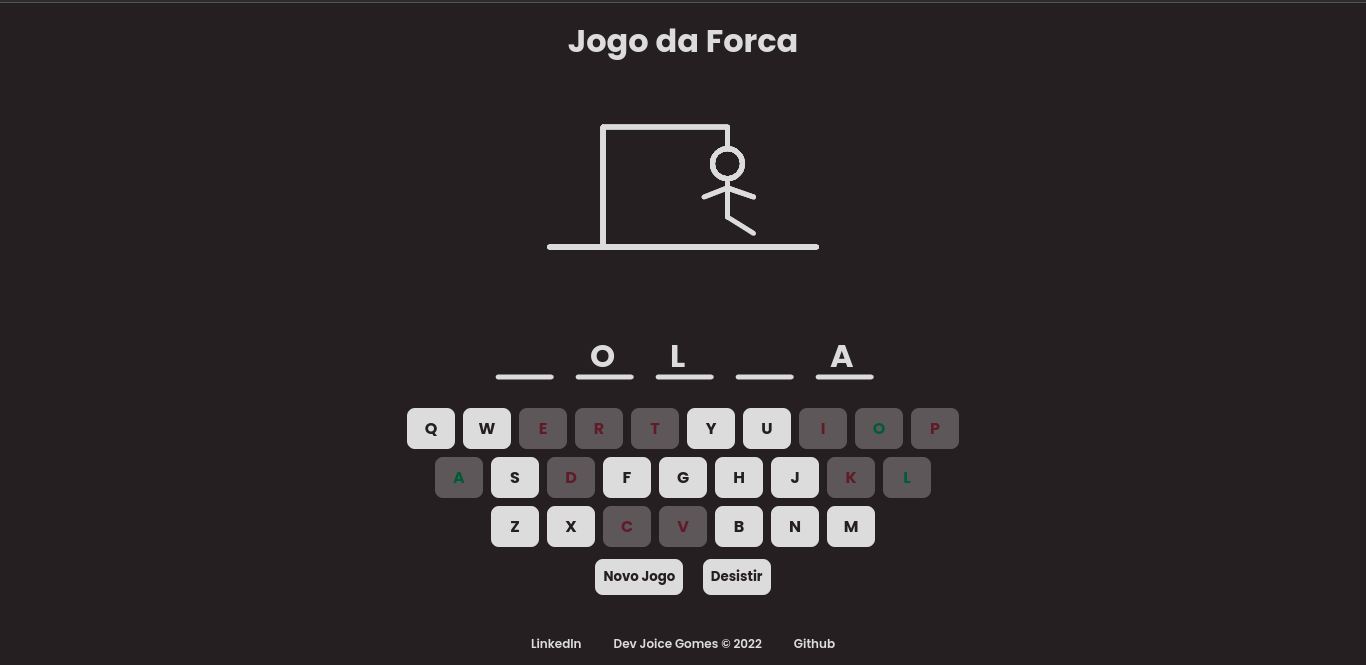 Jogo da Forca
O L A
Q W E R T Y U I O P
A S D F G H J K L
Z X C V B N M
Novo Jogo Desistir
LinkedIn Dev Joice Gomes © 2022 Github